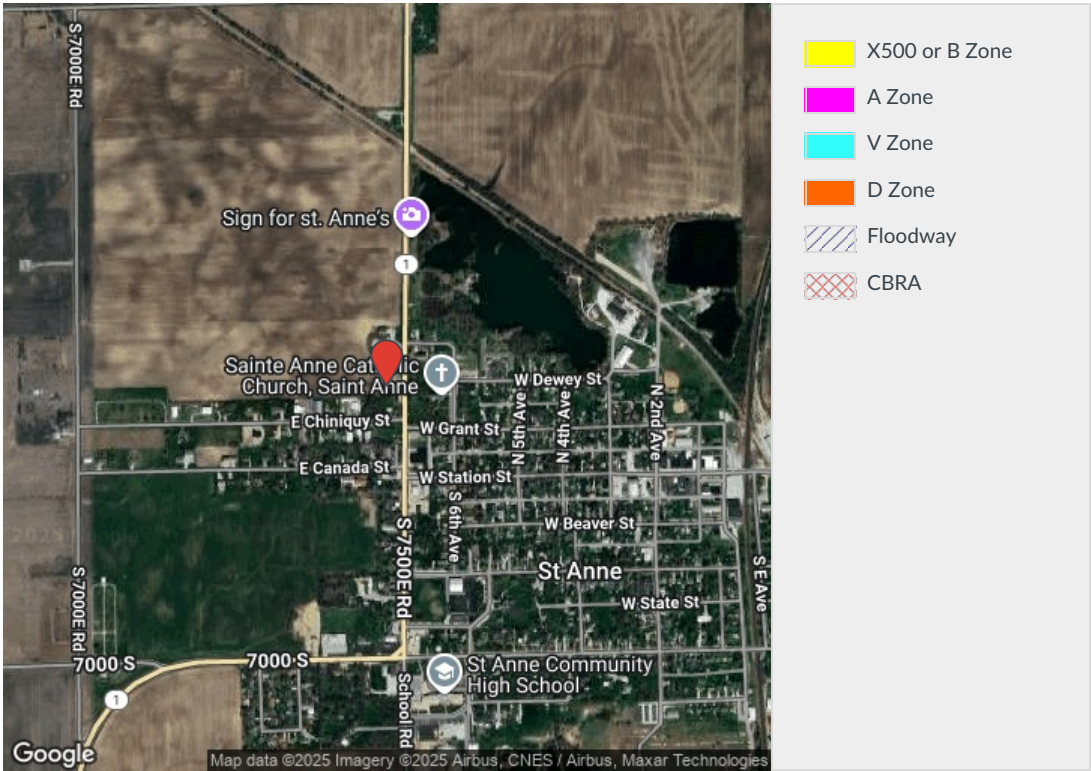 S 7000E Rd
Sign for st. Anne's
1
Sainte Anne Catholic
Church, Saint Anne
W Dewey St
E Chiniquy St
W Grant St
N 5th Ave
N 4th Ave
N 2nd Ave
E Canada St
W Station St
S 6th Ave
W Beaver St
S 7500E Rd
St Anne
S E Ave
S 7000E Rd
W State St
7000 S
7000 S
St Anne Community
High School
1
School Rd
Google
Map data ©2025 Imagery ©2025 Airbus, CNES / Airbus, Maxar Technologies
X500 or B Zone
A Zone
V Zone
D Zone
Floodway
CBRA